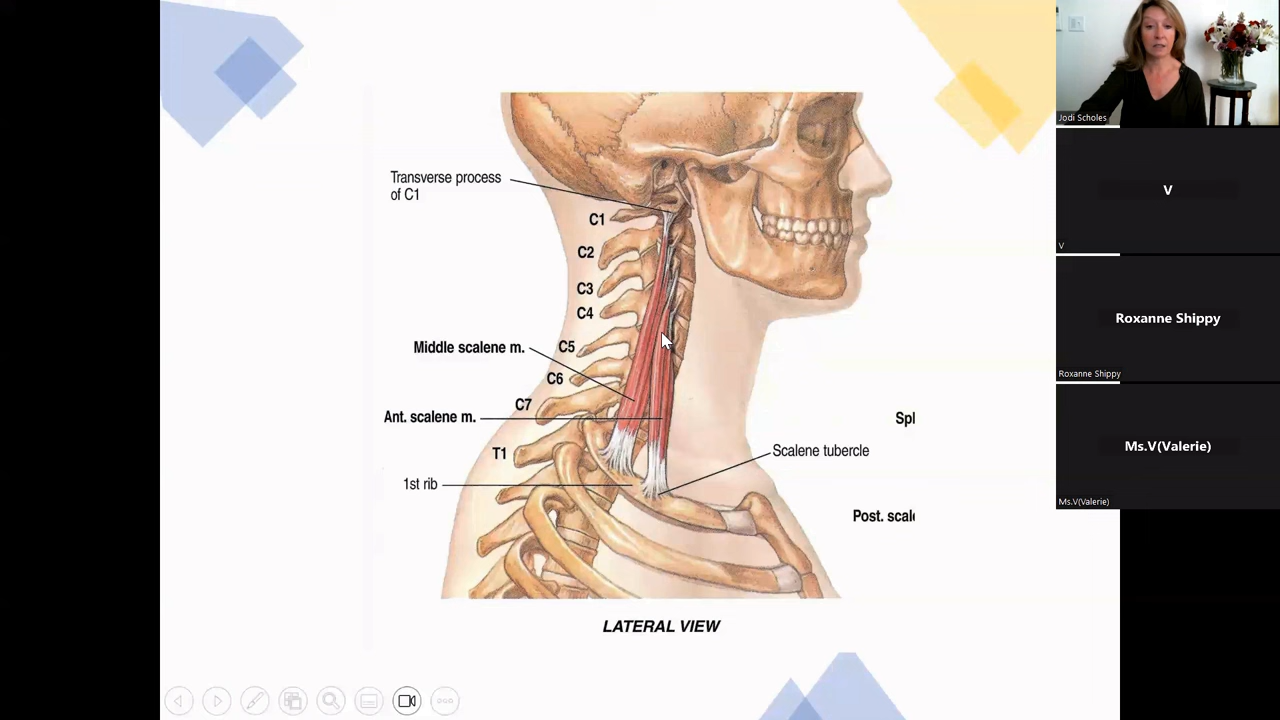 Transverse process
of C1
C1
C2
C3
C4
Middle scalene m.
C5
C6
C7
Ant. scalene m.
T1
1st rib
Scalene tubercle
Spl
Post. scale
LATERAL VIEW
Jodi Scholes
V
V
Roxanne Shippy
Roxanne Shippy
Ms.V(Valerie)
Ms.V(Valerie)